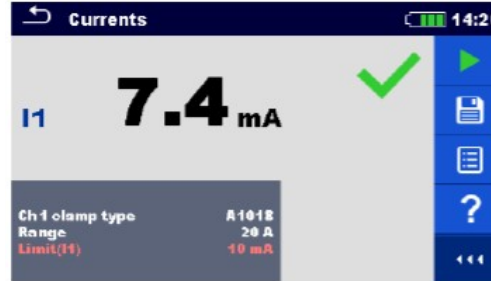 Currents 14:2
I1 7.4 mA
Ch1 clamp type A1018
Range 20 A
Limit(I1) 10 mA
?